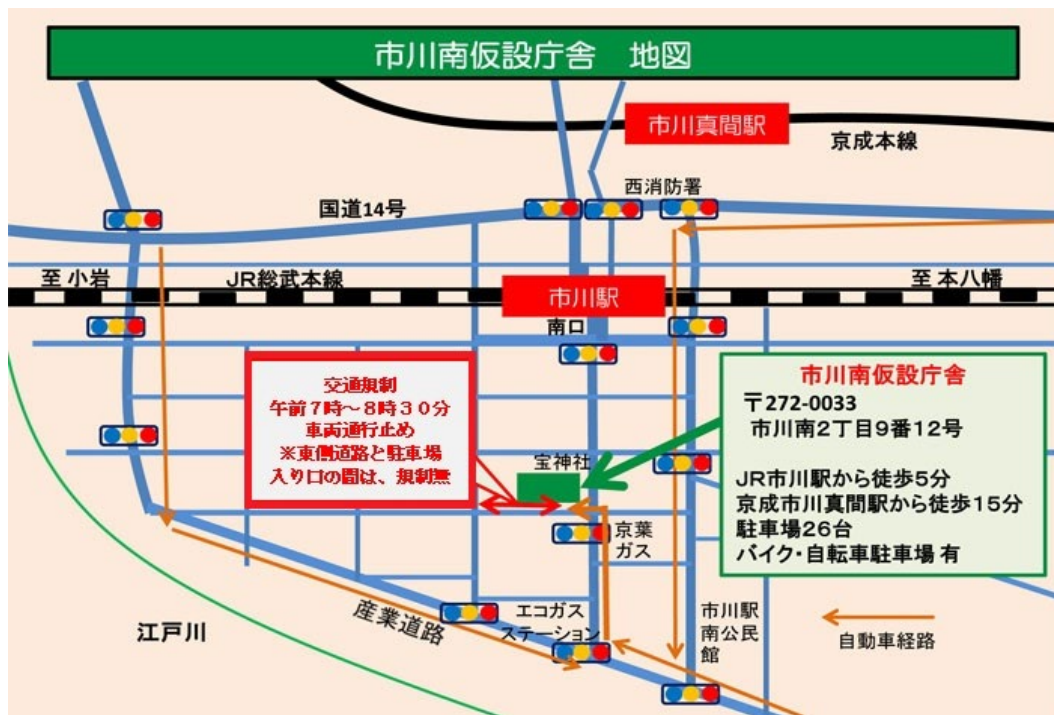 市川南仮設庁舎　地図
市川真間駅
京成本線
西消防署
国道14号
至 小岩
JR総武本線
市川駅
至 本八幡
南口
交通規制
午前７時～８時３０分
車両通行止め
※東側道路と駐車場
入り口の間は、規制無
市川南仮設庁舎
〒272-0033
市川南２丁目９番１２号
JR市川駅から徒歩５分
京成市川真間駅から徒歩１５分
駐車場２６台
バイク・自転車駐車場 有
宝神社
京葉
ガス
エコガス
ステーション
産業道路
江戸川
市川駅
南公民
館
自動車経路